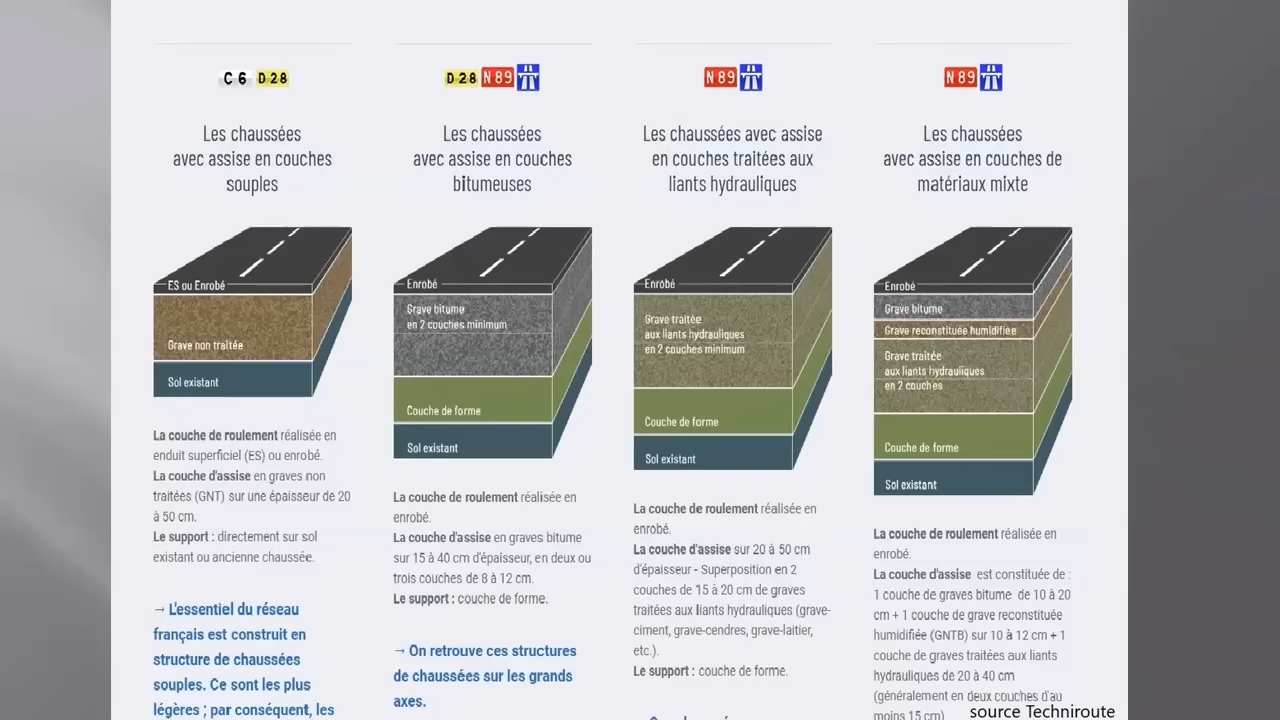 C 6 D 28
Les chaussées
avec assise en couches
souples
ES ou Enrobé
Grave non traitée
Sol existant
La couche de roulement réalisée en
enduit superficiel (ES) ou enrobé.
La couche d'assise en graves non
traitées (GNT) sur une épaisseur de 20
à 50 cm.
Le support : directement sur sol
existant ou ancienne chaussée.
→ L'essentiel du réseau
français est construit en
structure de chaussées
souples. Ce sont les plus
légères ; par conséquent, les
D 28 N 89
Les chaussées
avec assise en couches
bitumeuses
Enrobé
Grave bitume
en 2 couches minimum
Couche de forme
Sol existant
La couche de roulement réalisée en
enrobé.
La couche d'assise en graves bitume
sur 15 à 40 cm d'épaisseur, en deux ou
trois couches de 8 à 12 cm.
Le support : couche de forme.
→ On retrouve ces structures
de chaussées sur les grands
axes.
N 89
Les chaussées avec assise
en couches traitées aux
liants hydrauliques
Enrobé
Grave traitée
aux liants hydrauliques
en 2 couches minimum
Couche de forme
Sol existant
La couche de roulement réalisée en
enrobé.
La couche d'assise sur 20 à 50 cm
d'épaisseur - Superposition en 2
couches de 15 à 20 cm de graves
traitées aux liants hydrauliques (grave-
ciment, grave-cendres, grave-laitier,
etc.).
Le support : couche de forme.
N 89
Les chaussées
avec assise en couches de
matériaux mixte
Enrobé
Grave bitume
Grave reconstituée humidifiée
Grave traitée
aux liants hydrauliques
en 2 couches
Couche de forme
Sol existant
La couche de roulement réalisée en
enrobé.
La couche d'assise est constituée de :
1 couche de graves bitume de 10 à 20
cm + 1 couche de grave reconstituée
humidifiée (GNTB) sur 10 à 12 cm + 1
couche de graves traitées aux liants
hydrauliques de 20 à 40 cm
(généralement en deux couches d'au
moins 15 cm)
source Techniroute